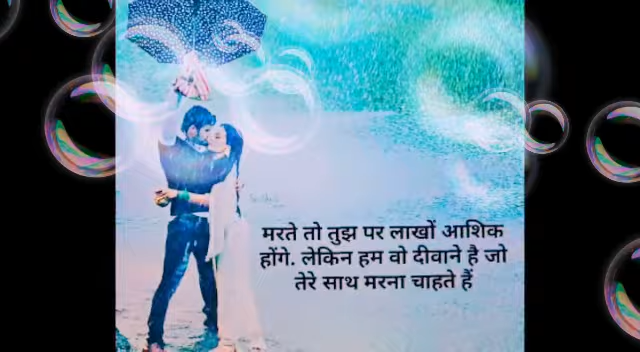 मरते तो तुझ पर लाखों आशिक
होंगे. लेकिन हम वो दीवाने है जो
तेरे साथ मरना चाहते हैं